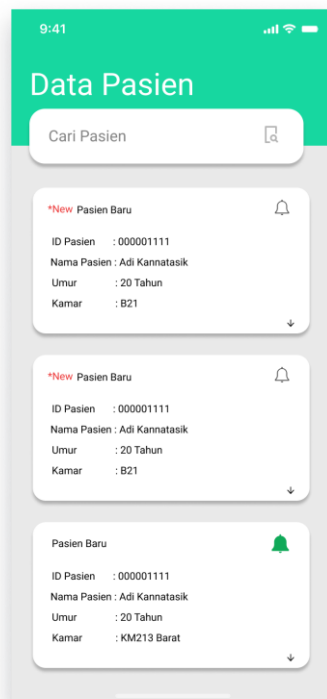 9:41
Data Pasien
Cari Pasien
*New Pasien Baru
ID Pasien : 000001111
Nama Pasien : Adi Kannatasik
Umur : 20 Tahun
Kamar : B21
*New Pasien Baru
ID Pasien : 000001111
Nama Pasien : Adi Kannatasik
Umur : 20 Tahun
Kamar : B21
Pasien Baru
ID Pasien : 000001111
Nama Pasien : Adi Kannatasik
Umur : 20 Tahun
Kamar : KM213 Barat